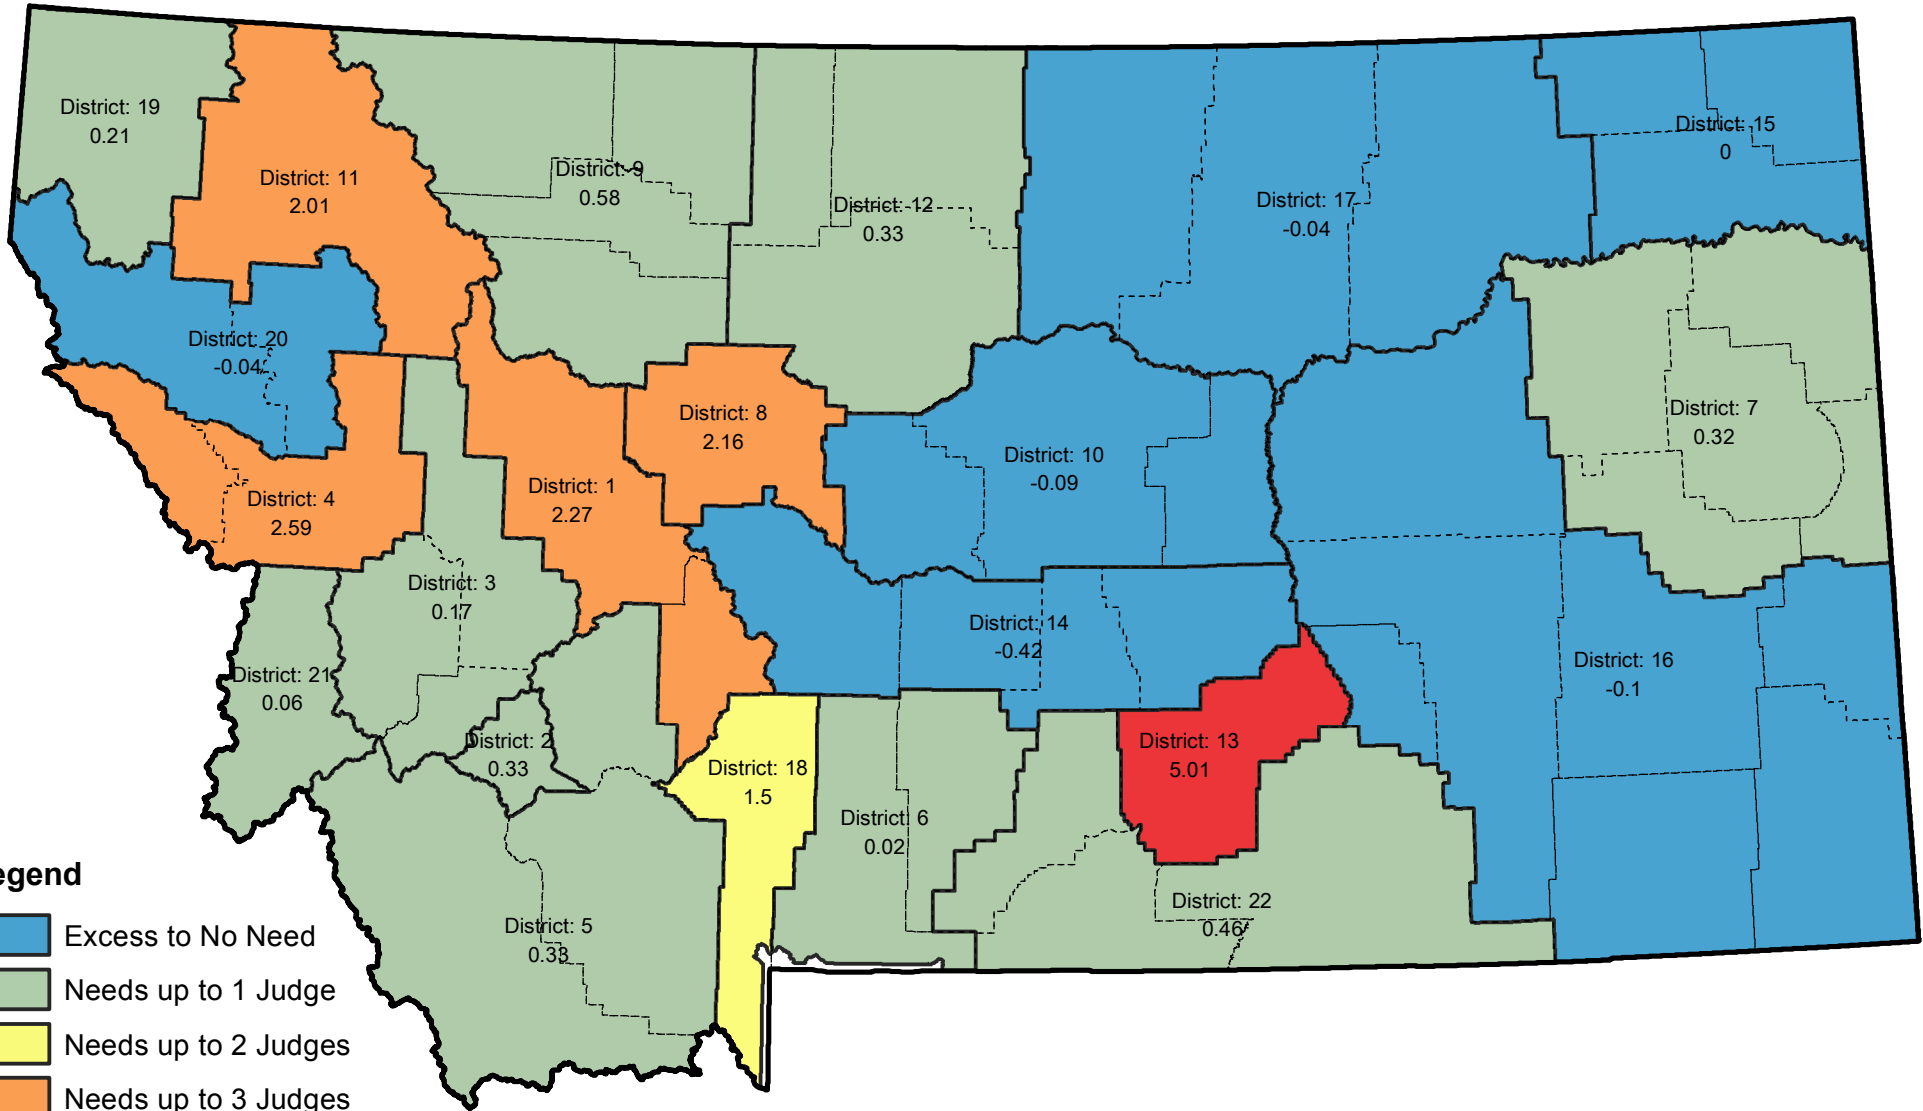 District: 19
0.21
District: 11
2.01
District: 9
0.58
District: 12
0.33
District: 17
-0.04
District: 15
0
District: 20
-0.04
District: 8
2.16
District: 10
-0.09
District: 7
0.32
District: 4
2.59
District: 1
2.27
District: 3
0.17
District: 14
-0.42
District: 16
-0.1
District: 21
0.06
District: 2
0.33
District: 18
1.5
District: 13
5.01
District: 6
0.02
District: 22
0.46
District: 5
0.33
egend
Excess to No Need
Needs up to 1 Judge
Needs up to 2 Judges
Needs up to 3 Judges